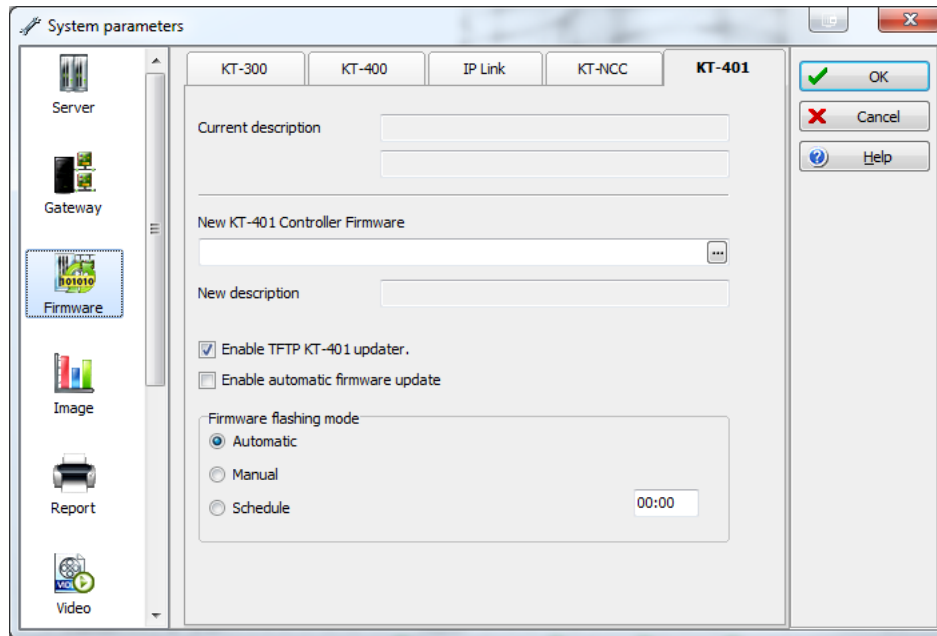 System parameters
Server
Gateway
Firmware
Image
Report
Video
KT-300
KT-400
IP Link
KT-NCC
KT-401
Current description
New KT-401 Controller Firmware
...
New description
Enable TFTP KT-401 updater.
Enable automatic firmware update
Firmware flashing mode
Automatic
Manual
Schedule
00:00
OK
Cancel
Help